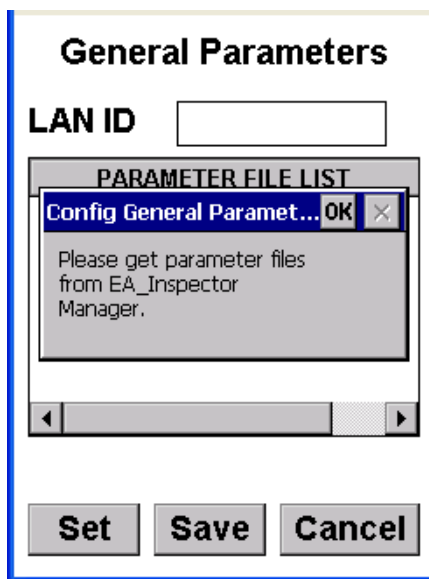 General Parameters
LAN ID
PARAMETER FILE LIST
Config General Paramet... OK
Please get parameter files
from EA_Inspector
Manager.
Set Save Cancel